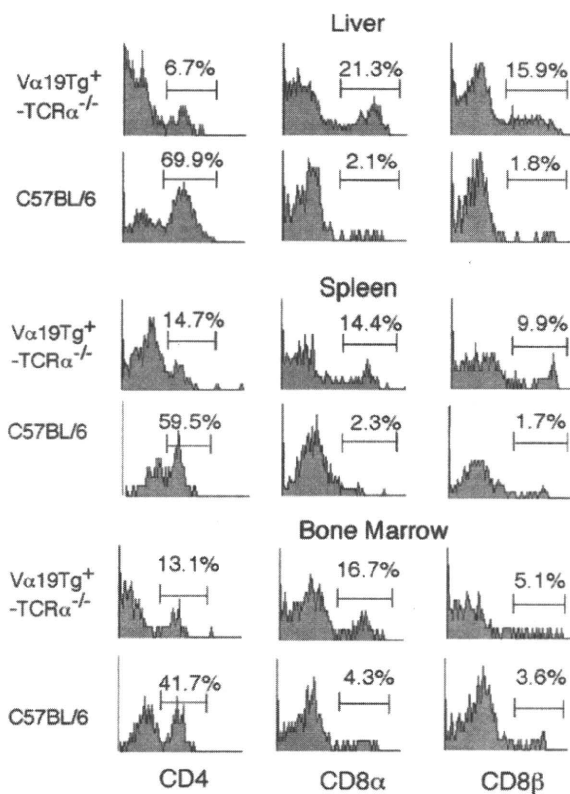 Liver
Vα19Tg⁺
-TCRα⁻/⁻
6.7% 21.3% 15.9%
C57BL/6
69.9% 2.1% 1.8%
Spleen
Vα19Tg⁺
-TCRα⁻/⁻
14.7% 14.4% 9.9%
C57BL/6
59.5% 2.3% 1.7%
Bone Marrow
Vα19Tg⁺
-TCRα⁻/⁻
13.1% 16.7% 5.1%
C57BL/6
41.7% 4.3% 3.6%
CD4 CD8α CD8β